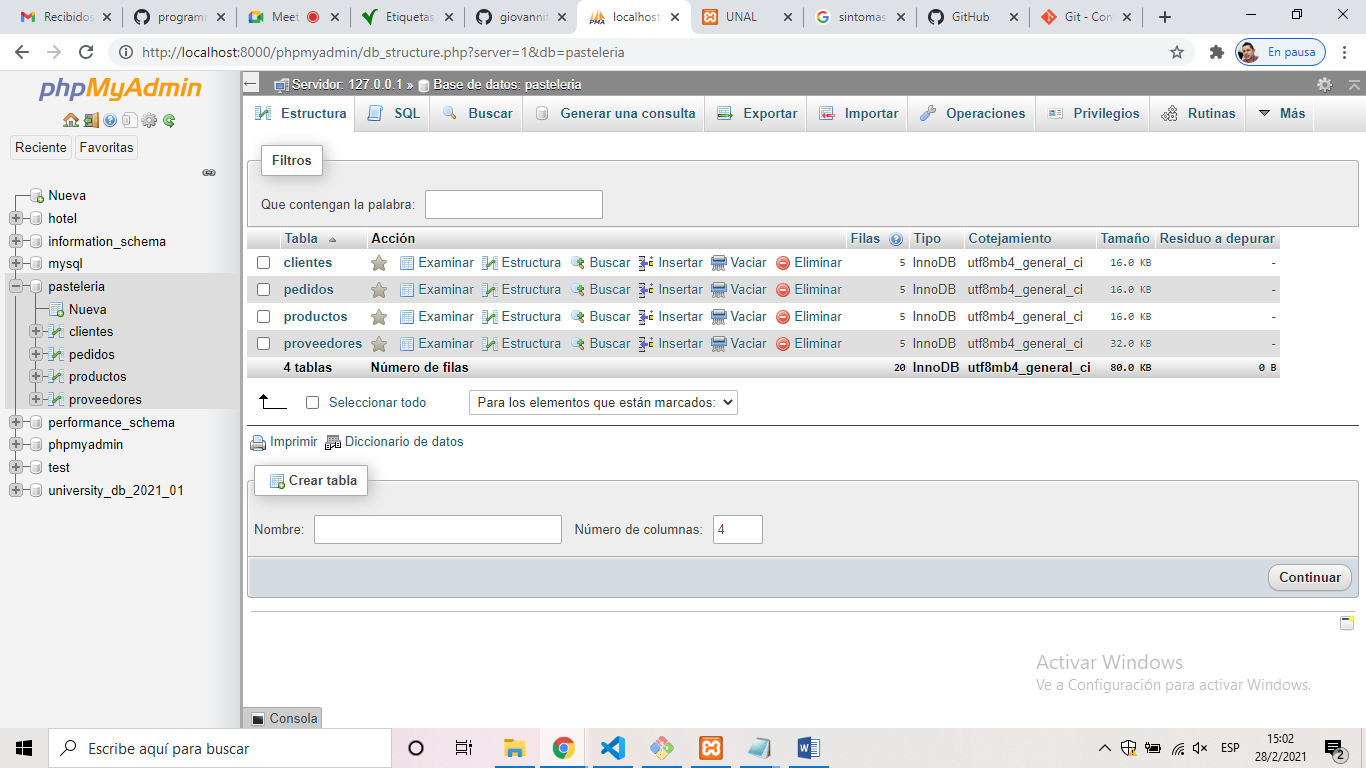 Recibidos
programr
Meet
Etiquetas
giovannif
localhost
UNAL
sintomas
GitHub
Git - Con
http://localhost:8000/phpmyadmin/db_structure.php?server=1&db=pasteleria
En pausa
phpMyAdmin
Reciente Favoritas
Nueva
hotel
information_schema
mysql
pasteleria
Nueva
clientes
pedidos
productos
proveedores
performance_schema
phpmyadmin
test
university_db_2021_01
Servidor: 127.0.0.1 » Base de datos: pasteleria
Estructura SQL Buscar Generar una consulta Exportar Importar Operaciones Privilegios Rutinas Más
Filtros
Que contengan la palabra:
Tabla Acción Filas Tipo Cotejamiento Tamaño Residuo a depurar
clientes Examinar Estructura Buscar Insertar Vaciar Eliminar 5 InnoDB utf8mb4_general_ci 16.0 KB -
pedidos Examinar Estructura Buscar Insertar Vaciar Eliminar 5 InnoDB utf8mb4_general_ci 16.0 KB -
productos Examinar Estructura Buscar Insertar Vaciar Eliminar 5 InnoDB utf8mb4_general_ci 16.0 KB -
proveedores Examinar Estructura Buscar Insertar Vaciar Eliminar 5 InnoDB utf8mb4_general_ci 32.0 KB -
4 tablas Número de filas 20 InnoDB utf8mb4_general_ci 80.0 KB 0 B
Seleccionar todo Para los elementos que están marcados:
Imprimir Diccionario de datos
Crear tabla
Nombre: Número de columnas: 4
Continuar
Activar Windows
Ve a Configuración para activar Windows.
Consola
Escribe aquí para buscar
ESP
15:02
28/2/2021
2